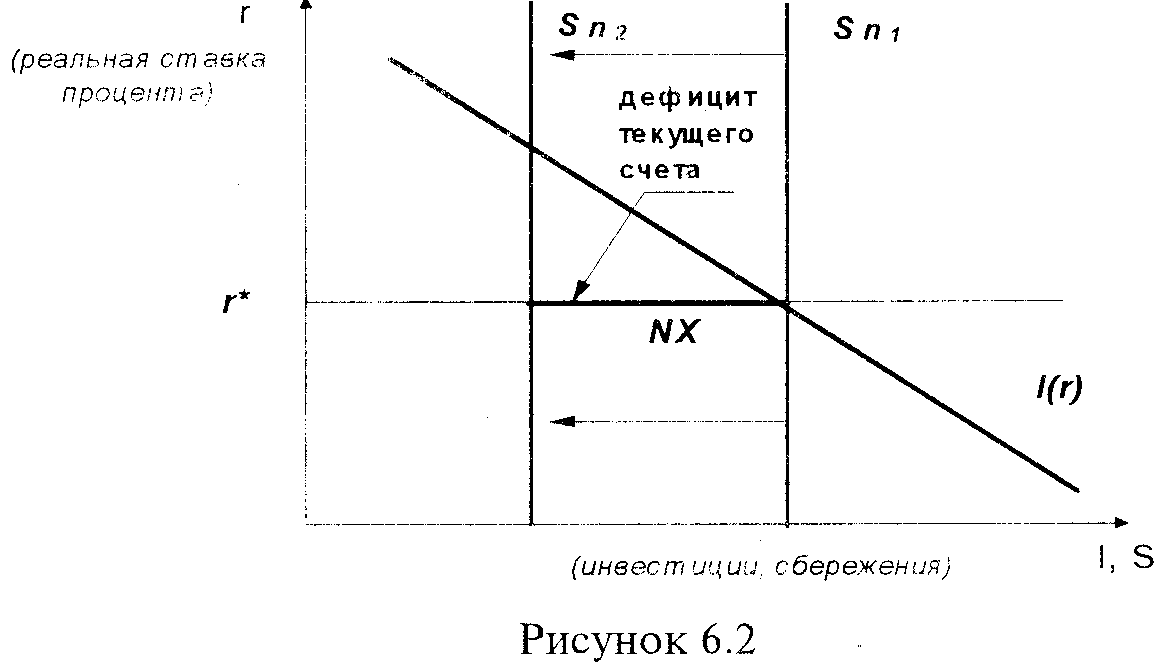 r
(реальная ставка
процента)
S n 2
S n 1
дефицит
текущего
счета
r*
NX
I(r)
I, S
(инвестиции, сбережения)
Рисунок 6.2